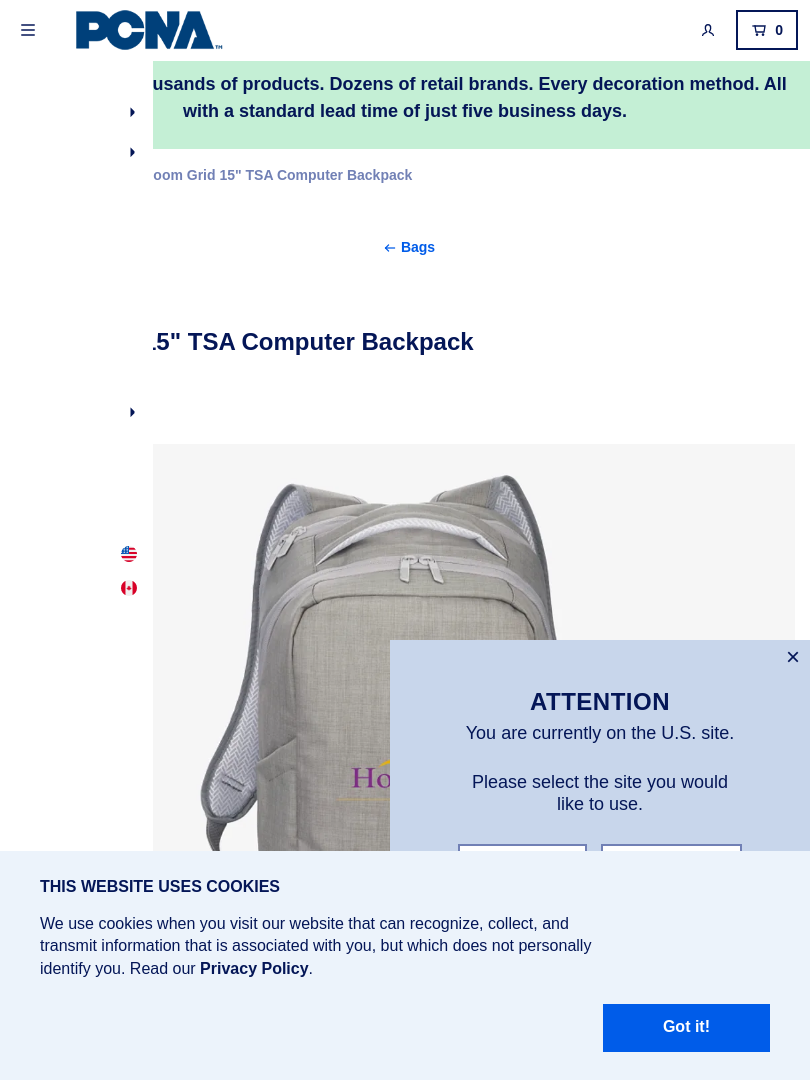 PCNA™
0
usands of products. Dozens of retail brands. Every decoration method. All
with a standard lead time of just five business days.
oom Grid 15" TSA Computer Backpack
← Bags
15" TSA Computer Backpack
Ho
×
ATTENTION
You are currently on the U.S. site.
Please select the site you would
like to use.
THIS WEBSITE USES COOKIES
We use cookies when you visit our website that can recognize, collect, and
transmit information that is associated with you, but which does not personally
identify you. Read our Privacy Policy.
Got it!